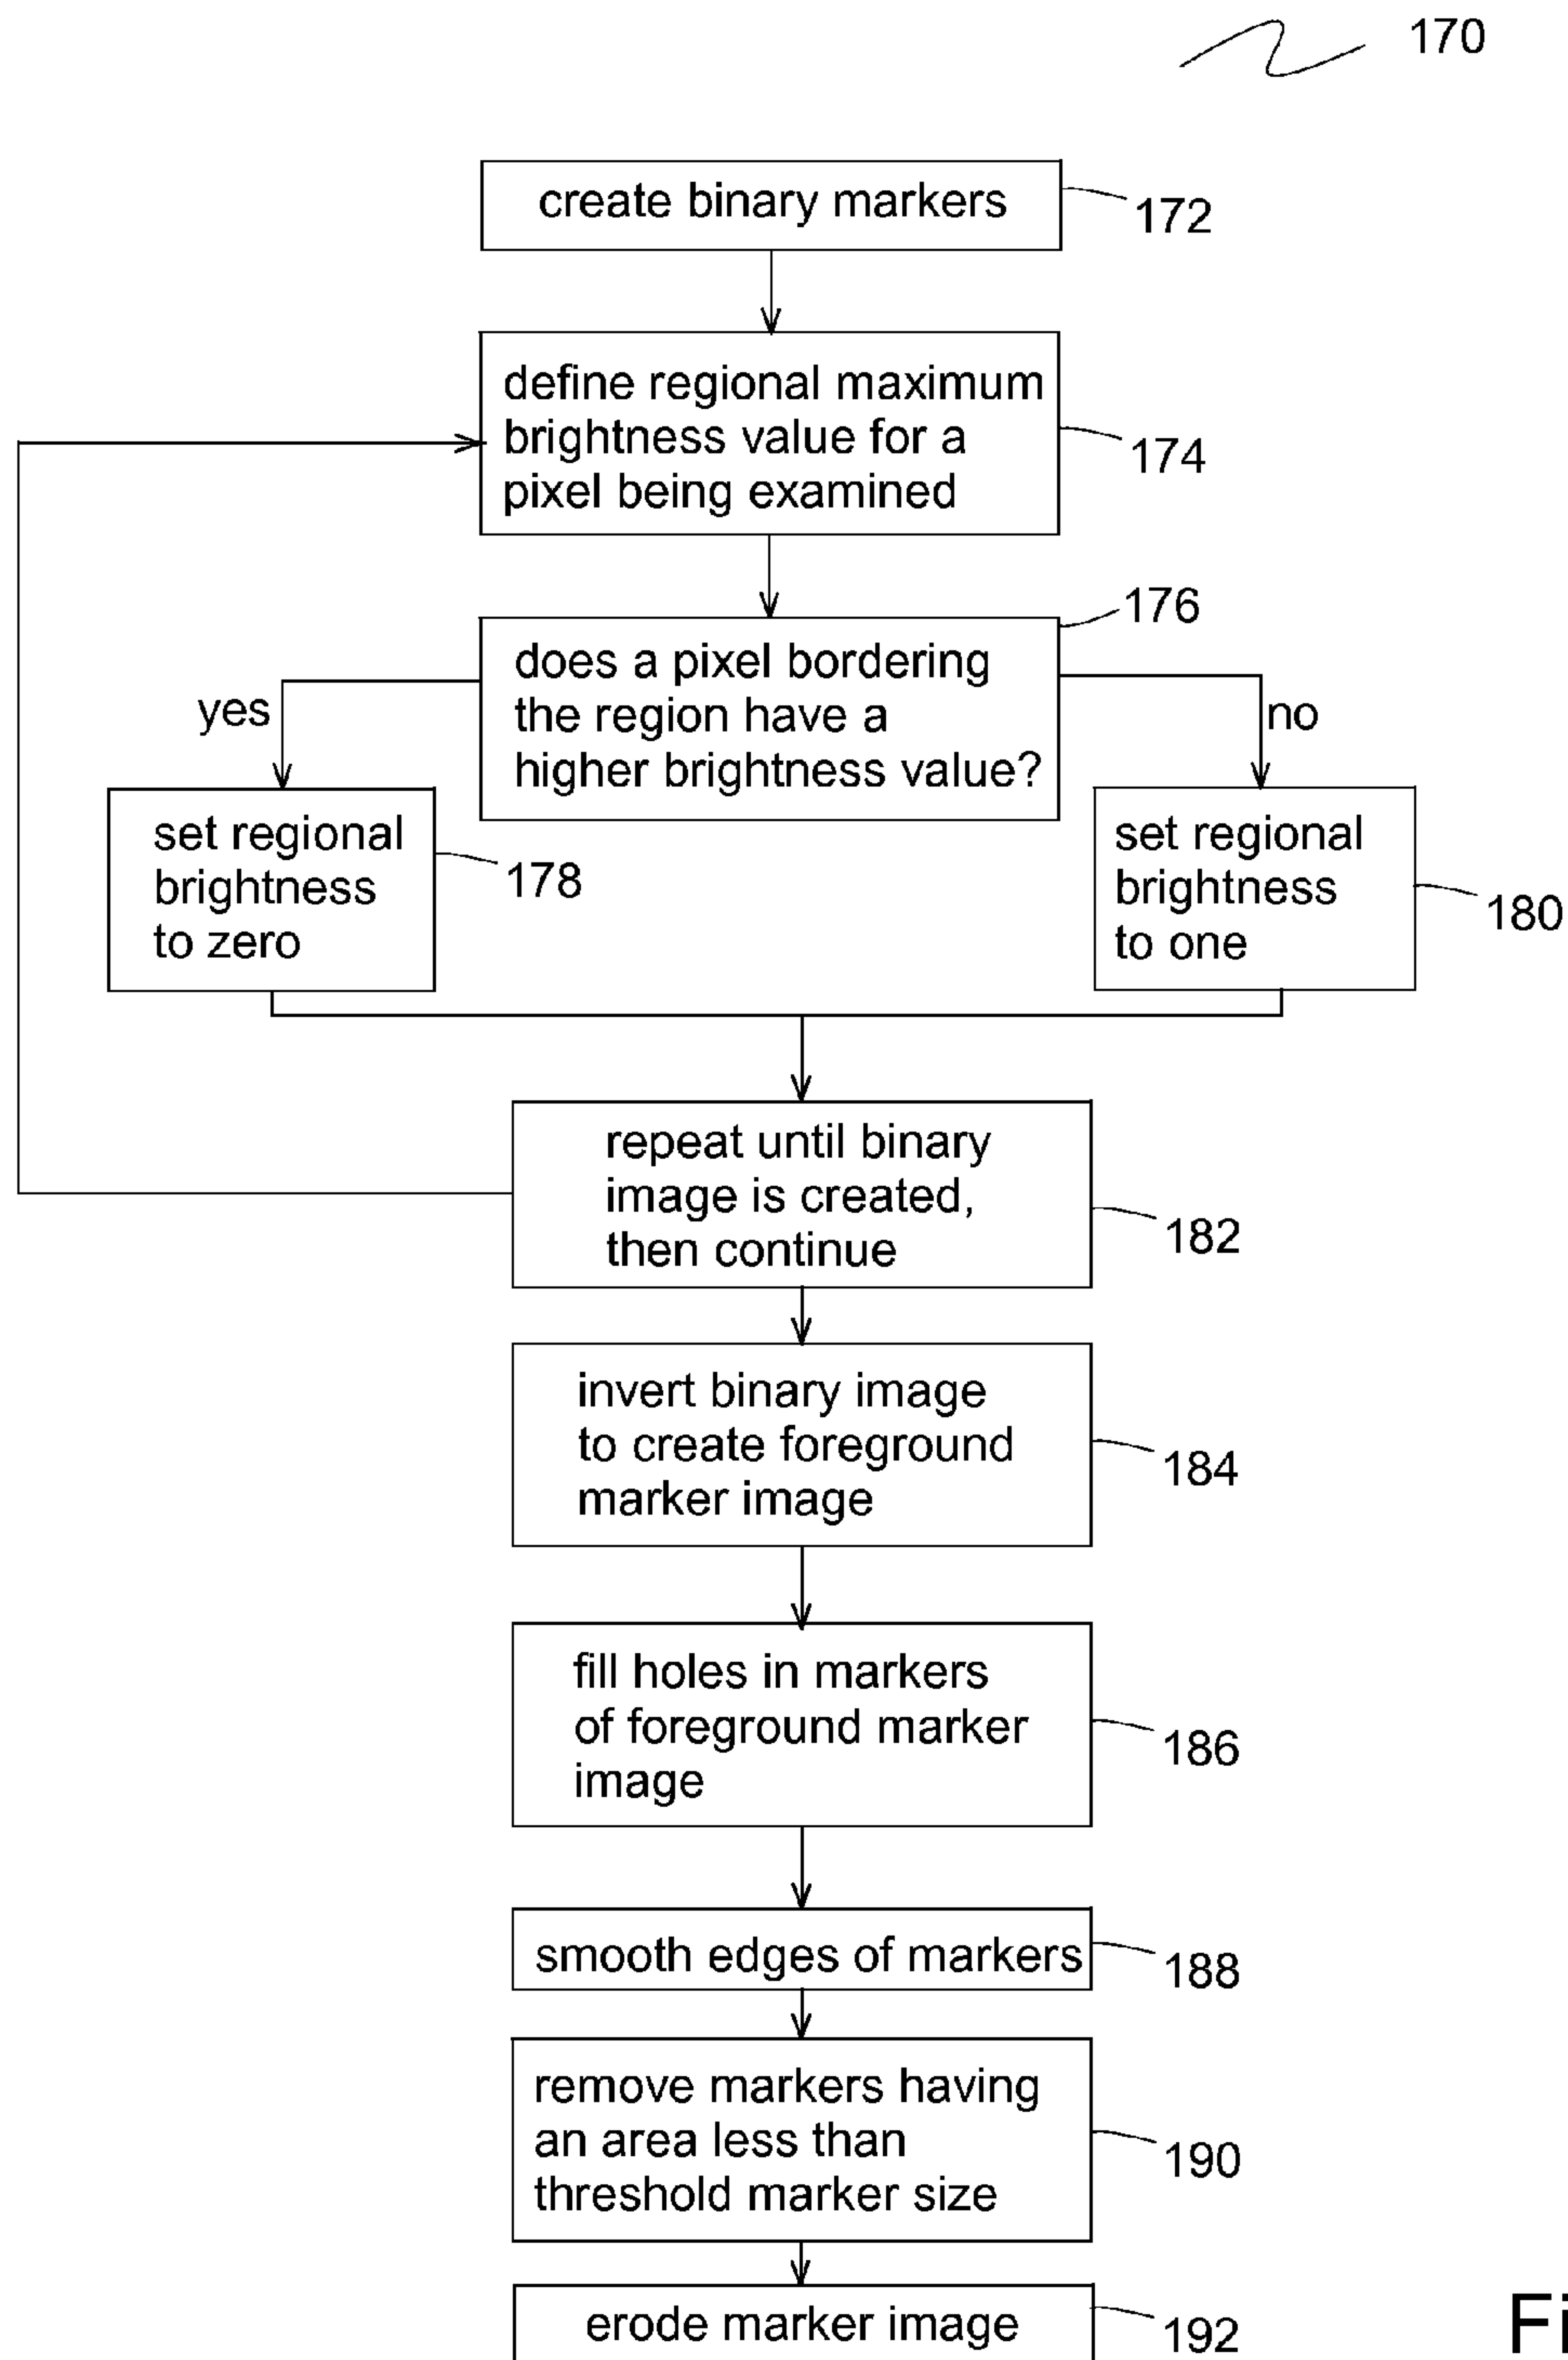 170
create binary markers
172
define regional maximum
brightness value for a
pixel being examined
174
176
does a pixel bordering
the region have a
higher brightness value?
yes
no
set regional
brightness
to zero
178
set regional
brightness
to one
180
repeat until binary
image is created,
then continue
182
invert binary image
to create foreground
marker image
184
fill holes in markers
of foreground marker
image
186
smooth edges of markers
188
remove markers having
an area less than
threshold marker size
190
erode marker image
192